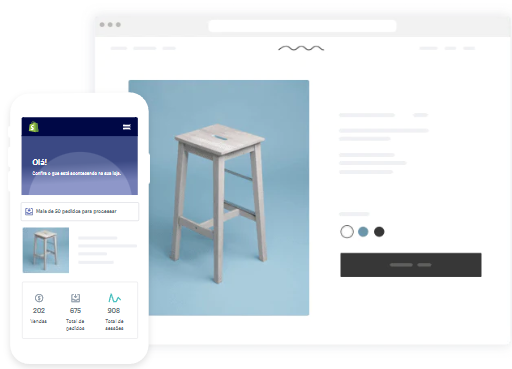 Olá!
Confira o que está acontecendo na sua loja.
Mais de 50 pedidos para processar
202
675
908
Vendas
Total de
pedidos
Total de
sessões